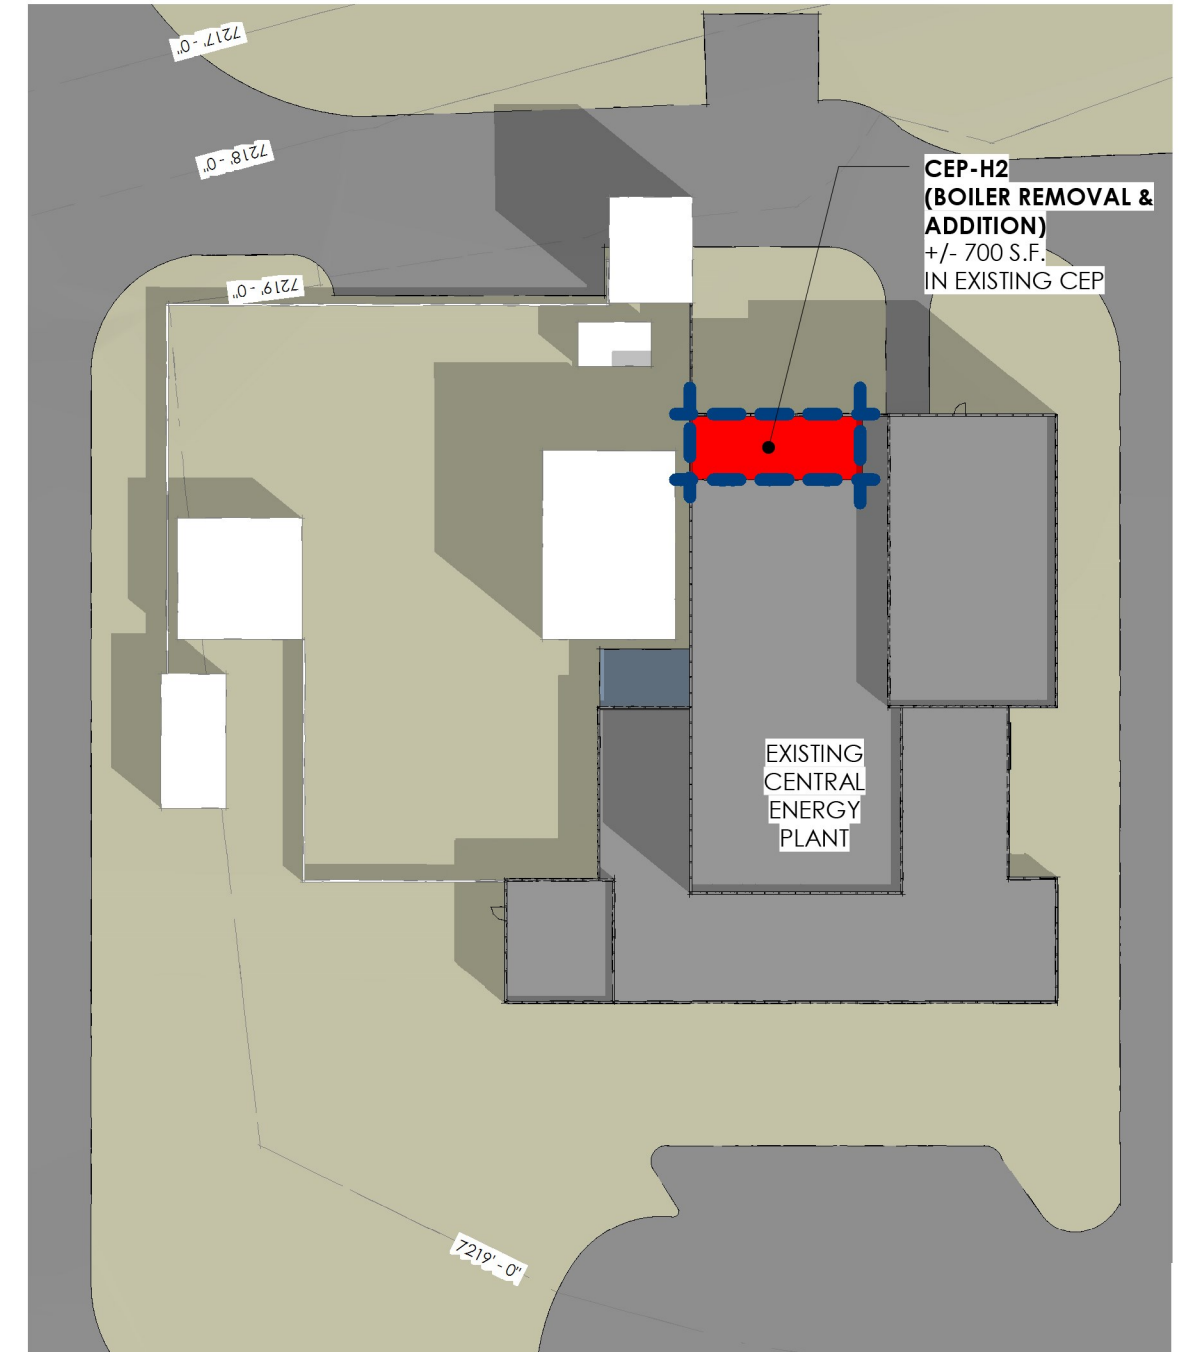 7217' - 0"
7218' - 0"
CEP-H2
(BOILER REMOVAL &
ADDITION)
+/- 700 S.F.
IN EXISTING CEP
7219' - 0"
EXISTING
CENTRAL
ENERGY
PLANT
7219' - 0"